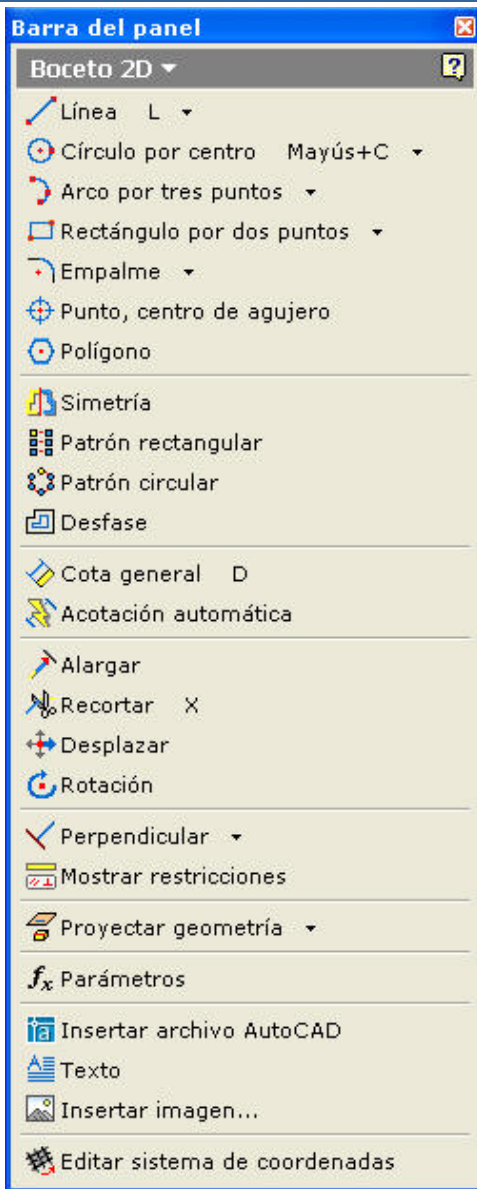 Barra del panel
Boceto 2D
Línea L
Círculo por centro Mayús+C
Arco por tres puntos
Rectángulo por dos puntos
Empalme
Punto, centro de agujero
Polígono
Simetría
Patrón rectangular
Patrón circular
Desfase
Cota general D
Acotación automática
Alargar
Recortar X
Desplazar
Rotación
Perpendicular
Mostrar restricciones
Proyectar geometría
fx Parámetros
Insertar archivo AutoCAD
Texto
Insertar imagen...
Editar sistema de coordenadas